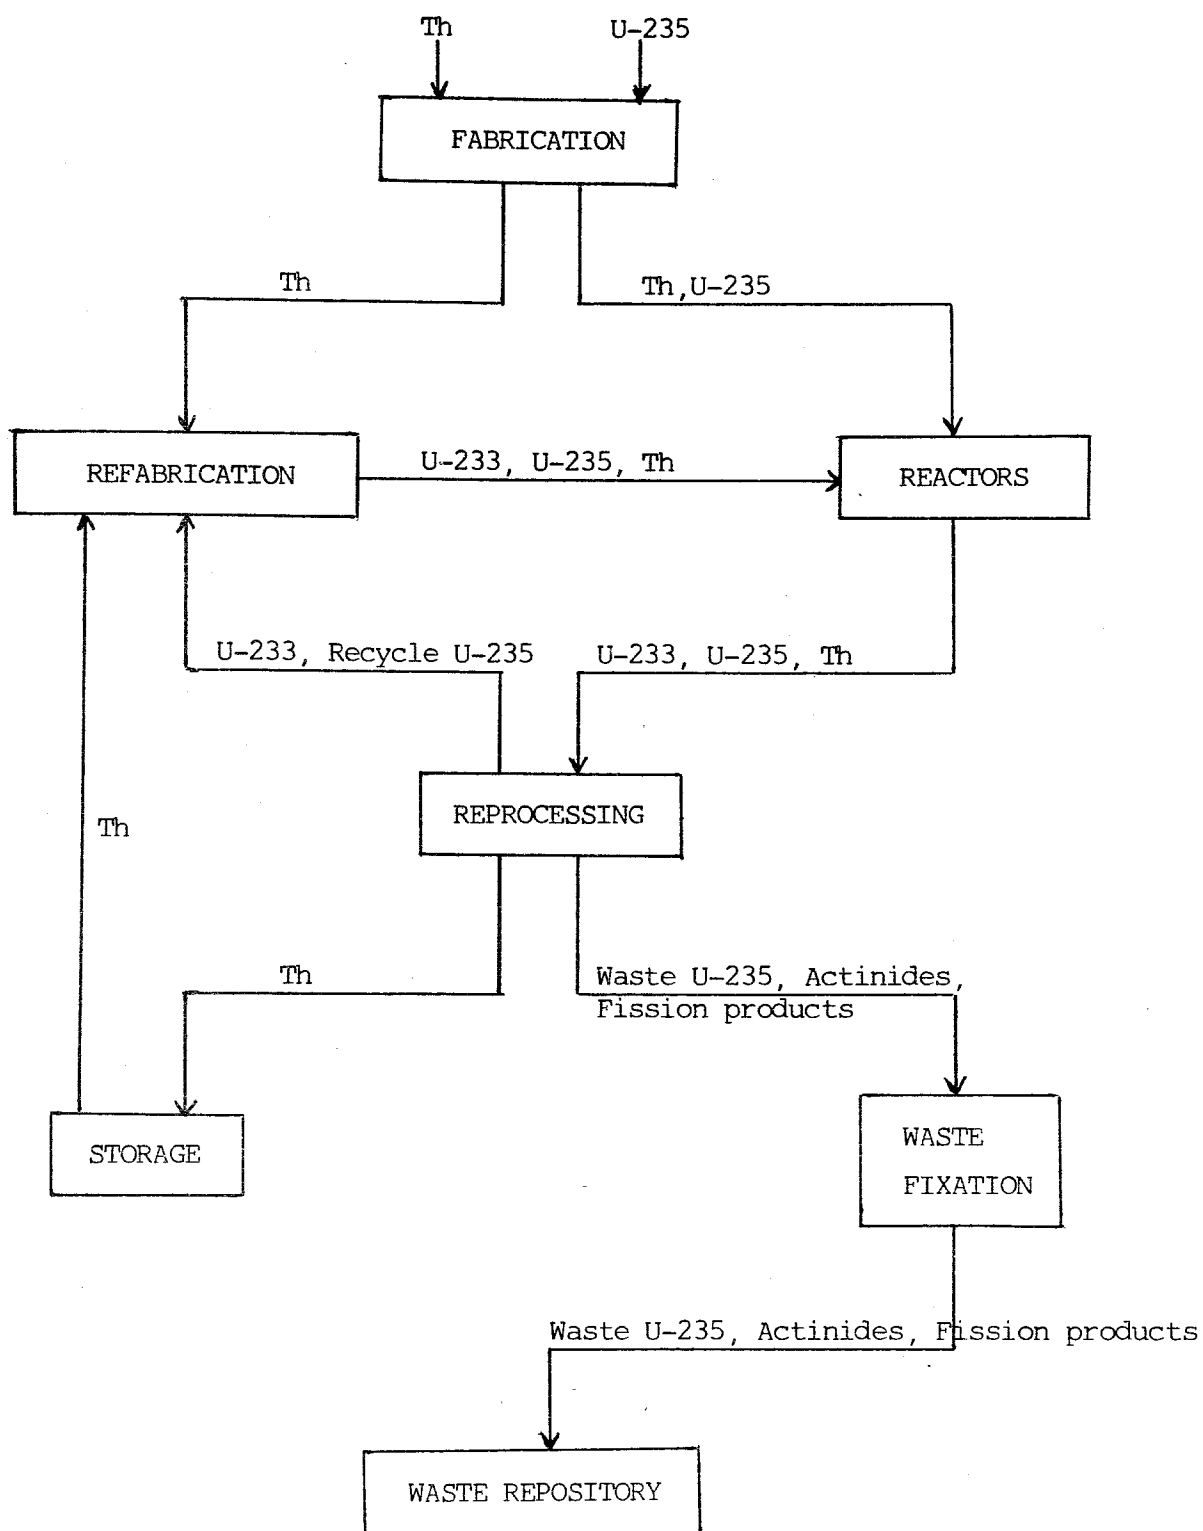 Th
U-235
FABRICATION
Th
Th,U-235
REFABRICATION
U-233, U-235, Th
REACTORS
U-233, Recycle U-235
U-233, U-235, Th
REPROCESSING
Th
Th
Waste U-235, Actinides,
Fission products
STORAGE
WASTE
FIXATION
Waste U-235, Actinides, Fission products
WASTE REPOSITORY